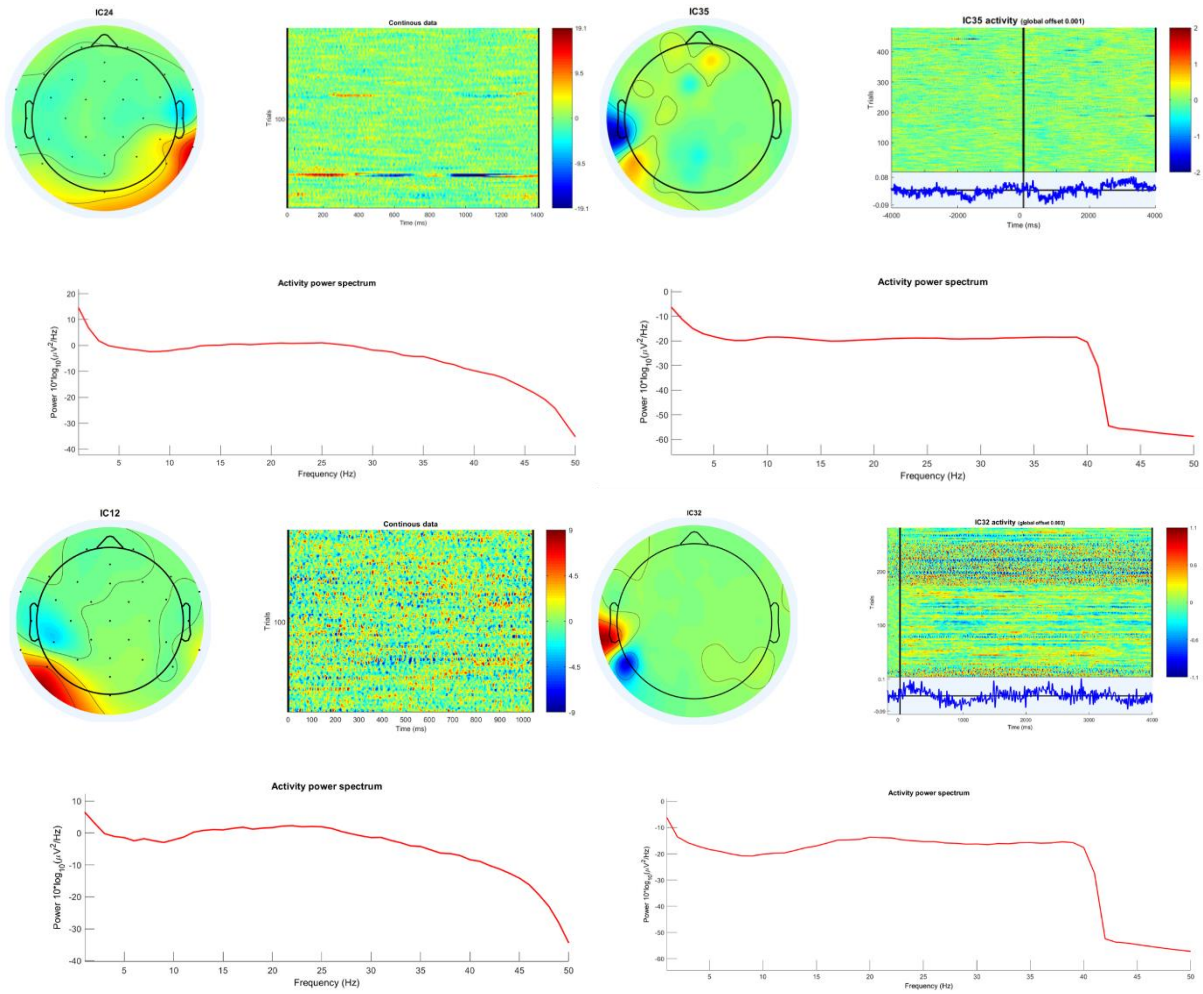 IC24
Continous data
Trials
100
0 200 400 600 800 1000 1200 1400
Time (ms)
19.1
9.5
0
-9.5
-19.1
IC35
IC35 activity (global offset 0.001)
Trials
400
300
200
100
0.08
-0.09
-4000 -2000 0 2000 4000
Time (ms)
2
1
0
-1
-2
Activity power spectrum
Power 10*log10(μV²/Hz)
20
10
0
-10
-20
-30
-40
5 10 15 20 25 30 35 40 45 50
Frequency (Hz)
Activity power spectrum
Power 10*log10(μV²/Hz)
0
-10
-20
-30
-40
-50
-60
5 10 15 20 25 30 35 40 45 50
Frequency (Hz)
IC12
Continous data
Trials
100
0 100 200 300 400 500 600 700 800 900 1000
Time (ms)
9
4.5
0
-4.5
-9
IC32
IC32 activity (global offset 0.003)
Trials
200
100
0.1
0 1000 2000 3000 4000
Time (ms)
1.1
0.6
0
-0.6
-1.1
Activity power spectrum
Power 10*log10(μV²/Hz)
10
0
-10
-20
-30
-40
5 10 15 20 25 30 35 40 45 50
Frequency (Hz)
Activity power spectrum
Power 10*log10(μV²/Hz)
0
-10
-20
-30
-40
-50
-60
5 10 15 20 25 30 35 40 45 50
Frequency (Hz)